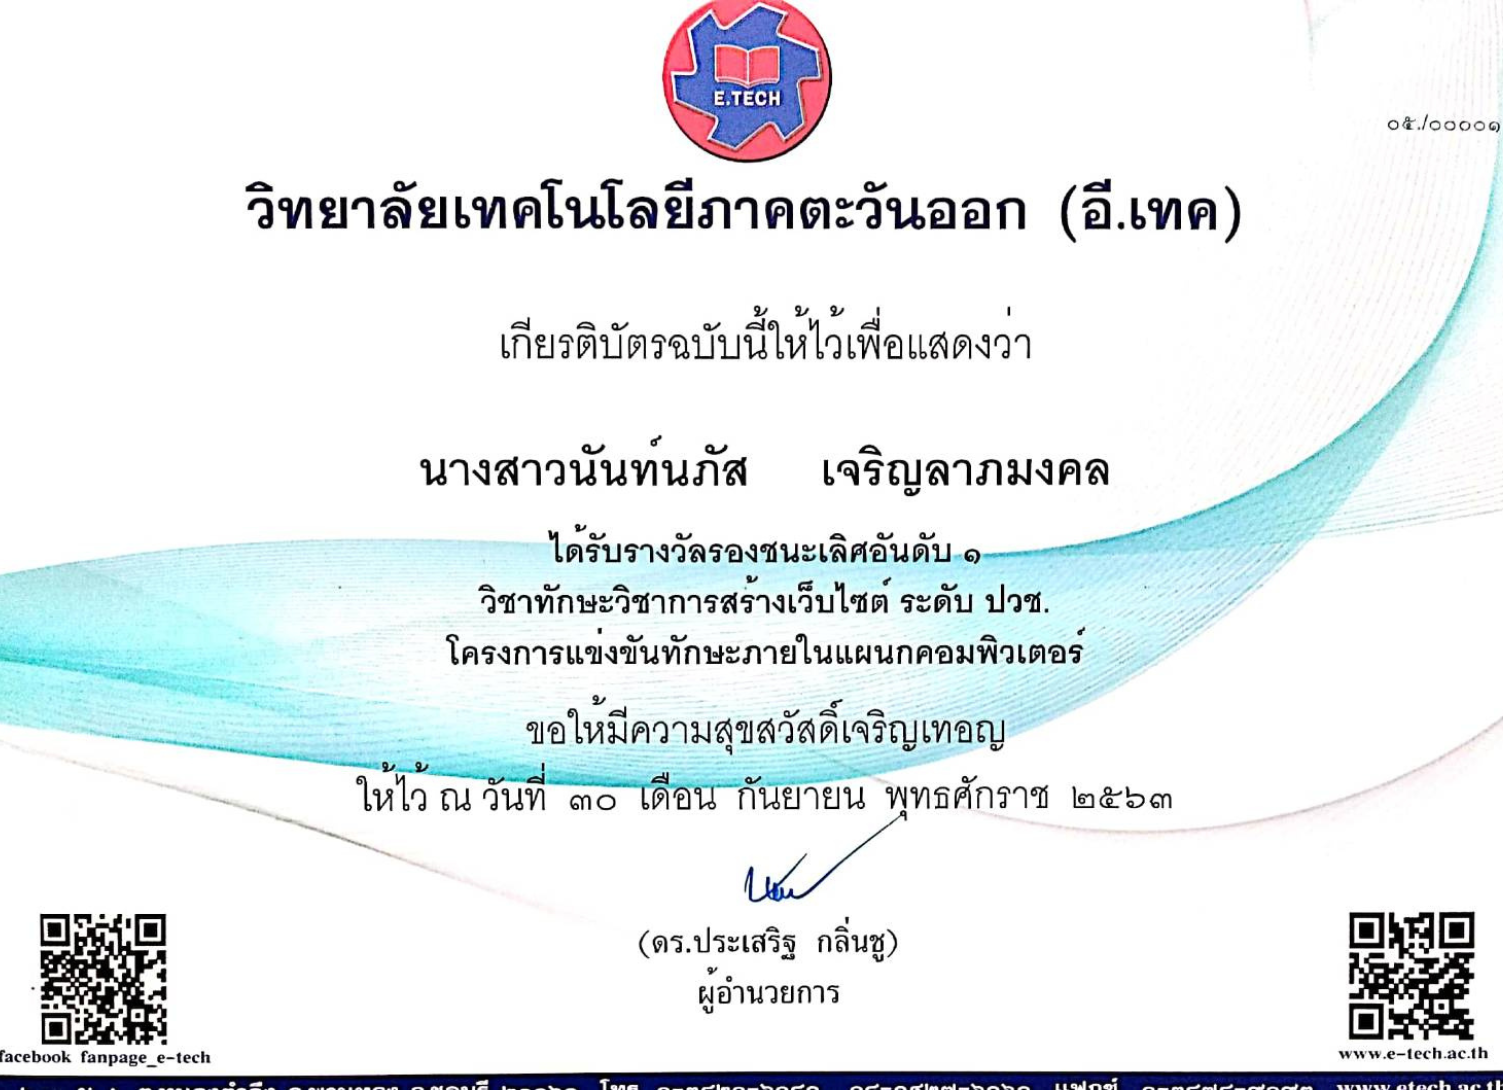 E.TECH
๐๕./๐๐๐๐๑
วิทยาลัยเทคโนโลยีภาคตะวันออก (อี.เทค)
เกียรติบัตรฉบับนี้ให้ไว้เพื่อแสดงว่า
นางสาวนันท์นภัส เจริญลาภมงคล
ได้รับรางวัลรองชนะเลิศอันดับ ๑
วิชาทักษะวิชาการสร้างเว็บไซต์ ระดับ ปวช.
โครงการแข่งขันทักษะภายในแผนกคอมพิวเตอร์
ขอให้มีความสุขสวัสดิ์เจริญเทอญ
ให้ไว้ ณ วันที่ ๓๐ เดือน กันยายน พุทธศักราช ๒๕๖๓
(ดร.ประเสริฐ กลิ่นชู)
ผู้อำนวยการ
facebook fanpage_e-tech
www.e-tech.ac.th